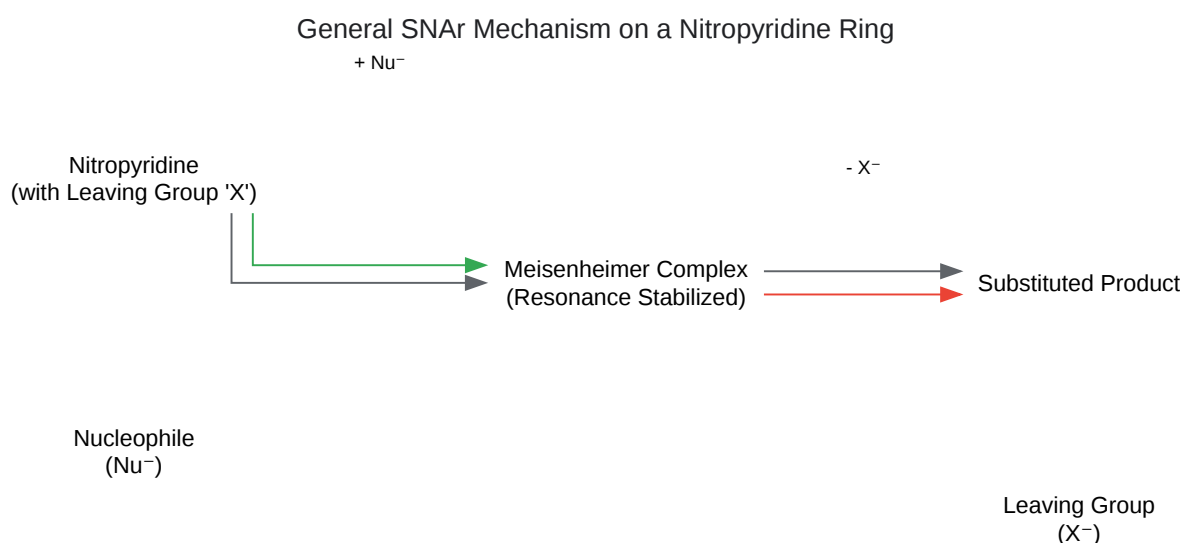 General SNAr Mechanism on a Nitropyridine Ring
+ Nu⁻
Nitropyridine
(with Leaving Group 'X')
- X⁻
Meisenheimer Complex
(Resonance Stabilized)
Substituted Product
Nucleophile
(Nu⁻)
Leaving Group
(X⁻)